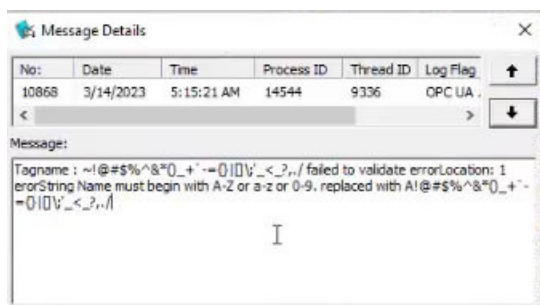 Message Details
No: Date Time Process ID Thread ID Log Flag
10868 3/14/2023 5:15:21 AM 14544 9336 OPC UA .
Message:
Tagname : ~!@#$%^&*()_+`-={}|[]\;'_<_?,./ failed to validate errorLocation: 1
erorString Name must begin with A-Z or a-z or 0-9. replaced with A!@#$%^&*()_+`-
={}|[]\;'_<_?,./